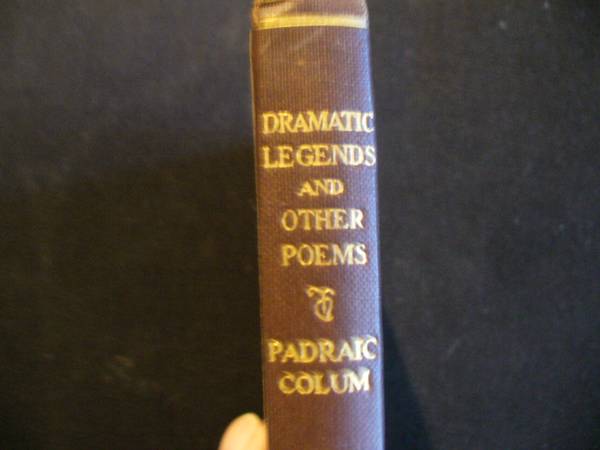 DRAMATIC
LEGENDS
AND
OTHER
POEMS
PADRAIC
COLUM